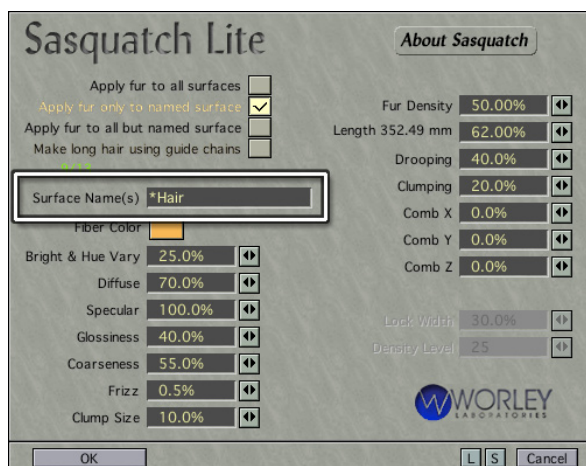 Sasquatch Lite
About Sasquatch
Apply fur to all surfaces
Apply fur only to named surface
Apply fur to all but named surface
Make long hair using guide chains
Surface Name(s) *Hair
Fiber Color
Bright & Hue Vary 25.0%
Diffuse 70.0%
Specular 100.0%
Glossiness 40.0%
Coarseness 55.0%
Frizz 0.5%
Clump Size 10.0%
Fur Density 50.00%
Length 352.49 mm 62.00%
Drooping 40.0%
Clumping 20.0%
Comb X 0.0%
Comb Y 0.0%
Comb Z 0.0%
Lock Width 30.0%
Density Level 25
WORLEY
LABORATORIES
OK
L S Cancel